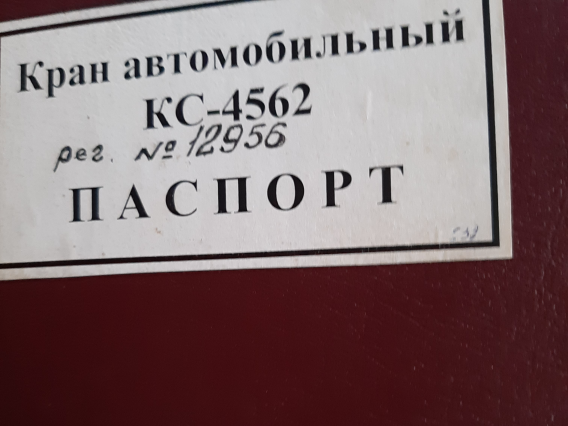 Кран автомобильный
КС-4562
рег. № 12956
ПАСПОРТ